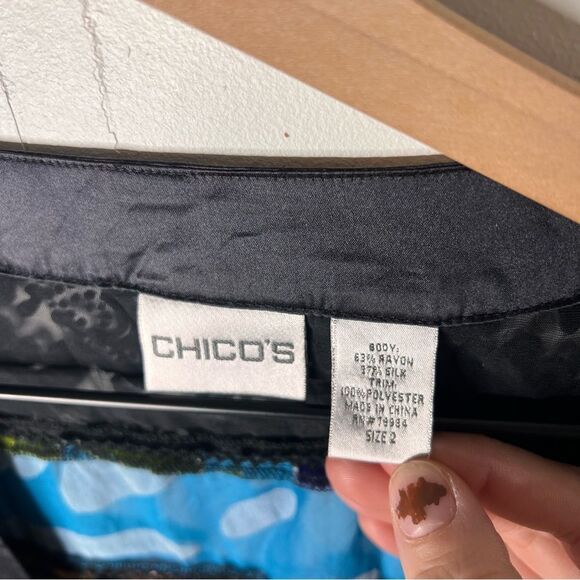 CHICO'S
BODY:
63% RAYON
37% SILK
TRIM:
100% POLYESTER
MADE IN CHINA
RN# 79984
SIZE 2